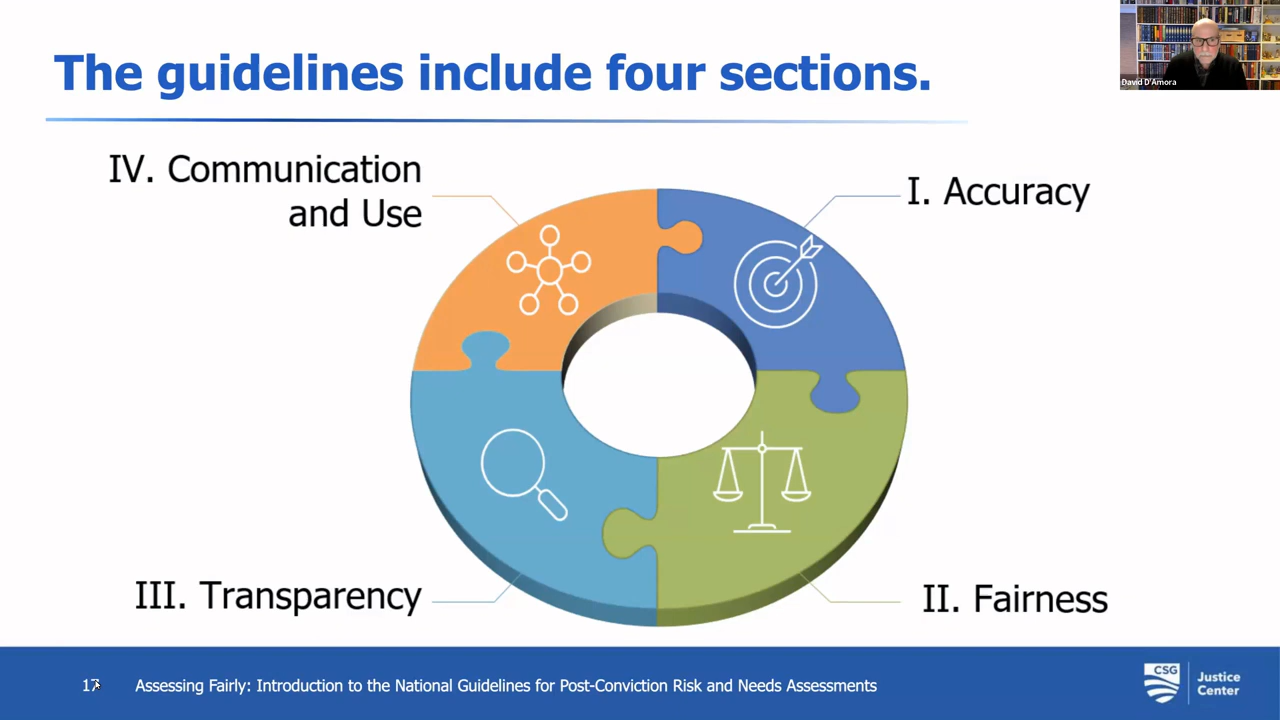 The guidelines include four sections.
David D'Amora
IV. Communication
and Use
I. Accuracy
III. Transparency
II. Fairness
17
Assessing Fairly: Introduction to the National Guidelines for Post-Conviction Risk and Needs Assessments
CSG
Justice
Center